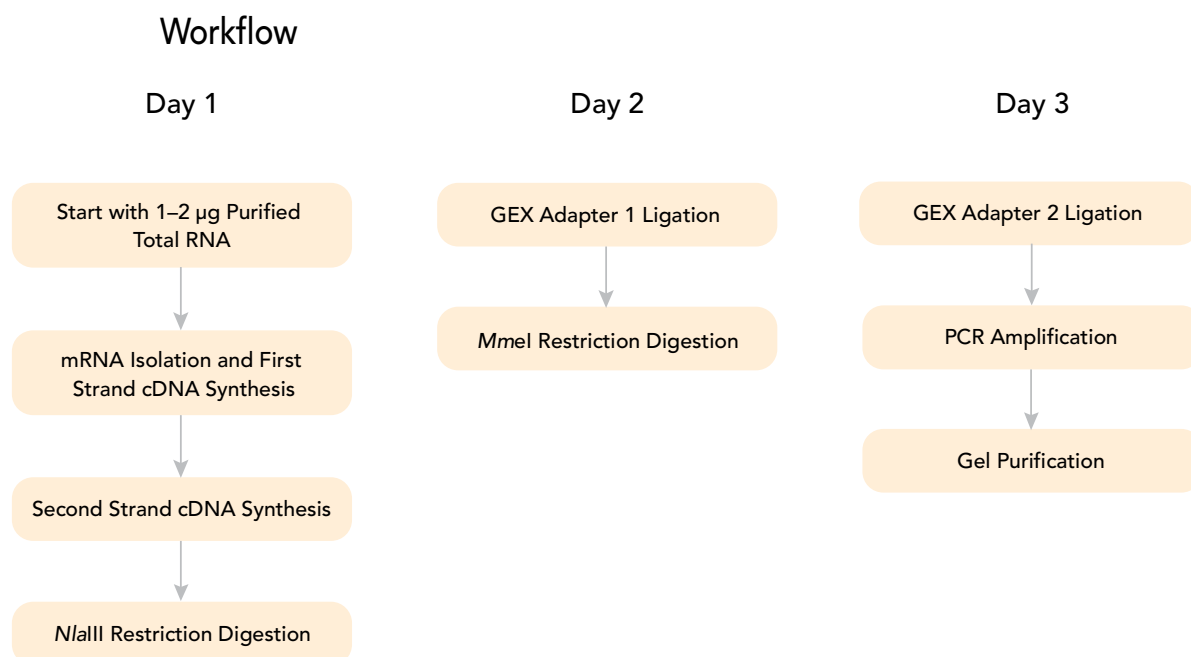 Workflow
Day 1
Start with 1–2 µg Purified
Total RNA
mRNA Isolation and First
Strand cDNA Synthesis
Second Strand cDNA Synthesis
NlaIII Restriction Digestion
Day 2
GEX Adapter 1 Ligation
MmeI Restriction Digestion
Day 3
GEX Adapter 2 Ligation
PCR Amplification
Gel Purification